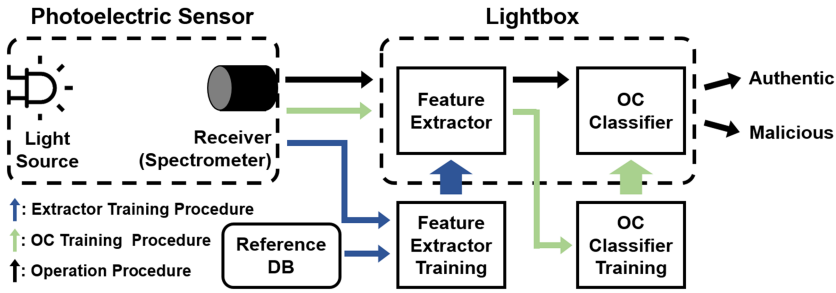 Photoelectric Sensor
Lightbox
Light
Source
Receiver
(Spectrometer)
Feature
Extractor
OC
Classifier
Authentic
Malicious
: Extractor Training Procedure
: OC Training Procedure
: Operation Procedure
Reference
DB
Feature
Extractor
Training
OC
Classifier
Training